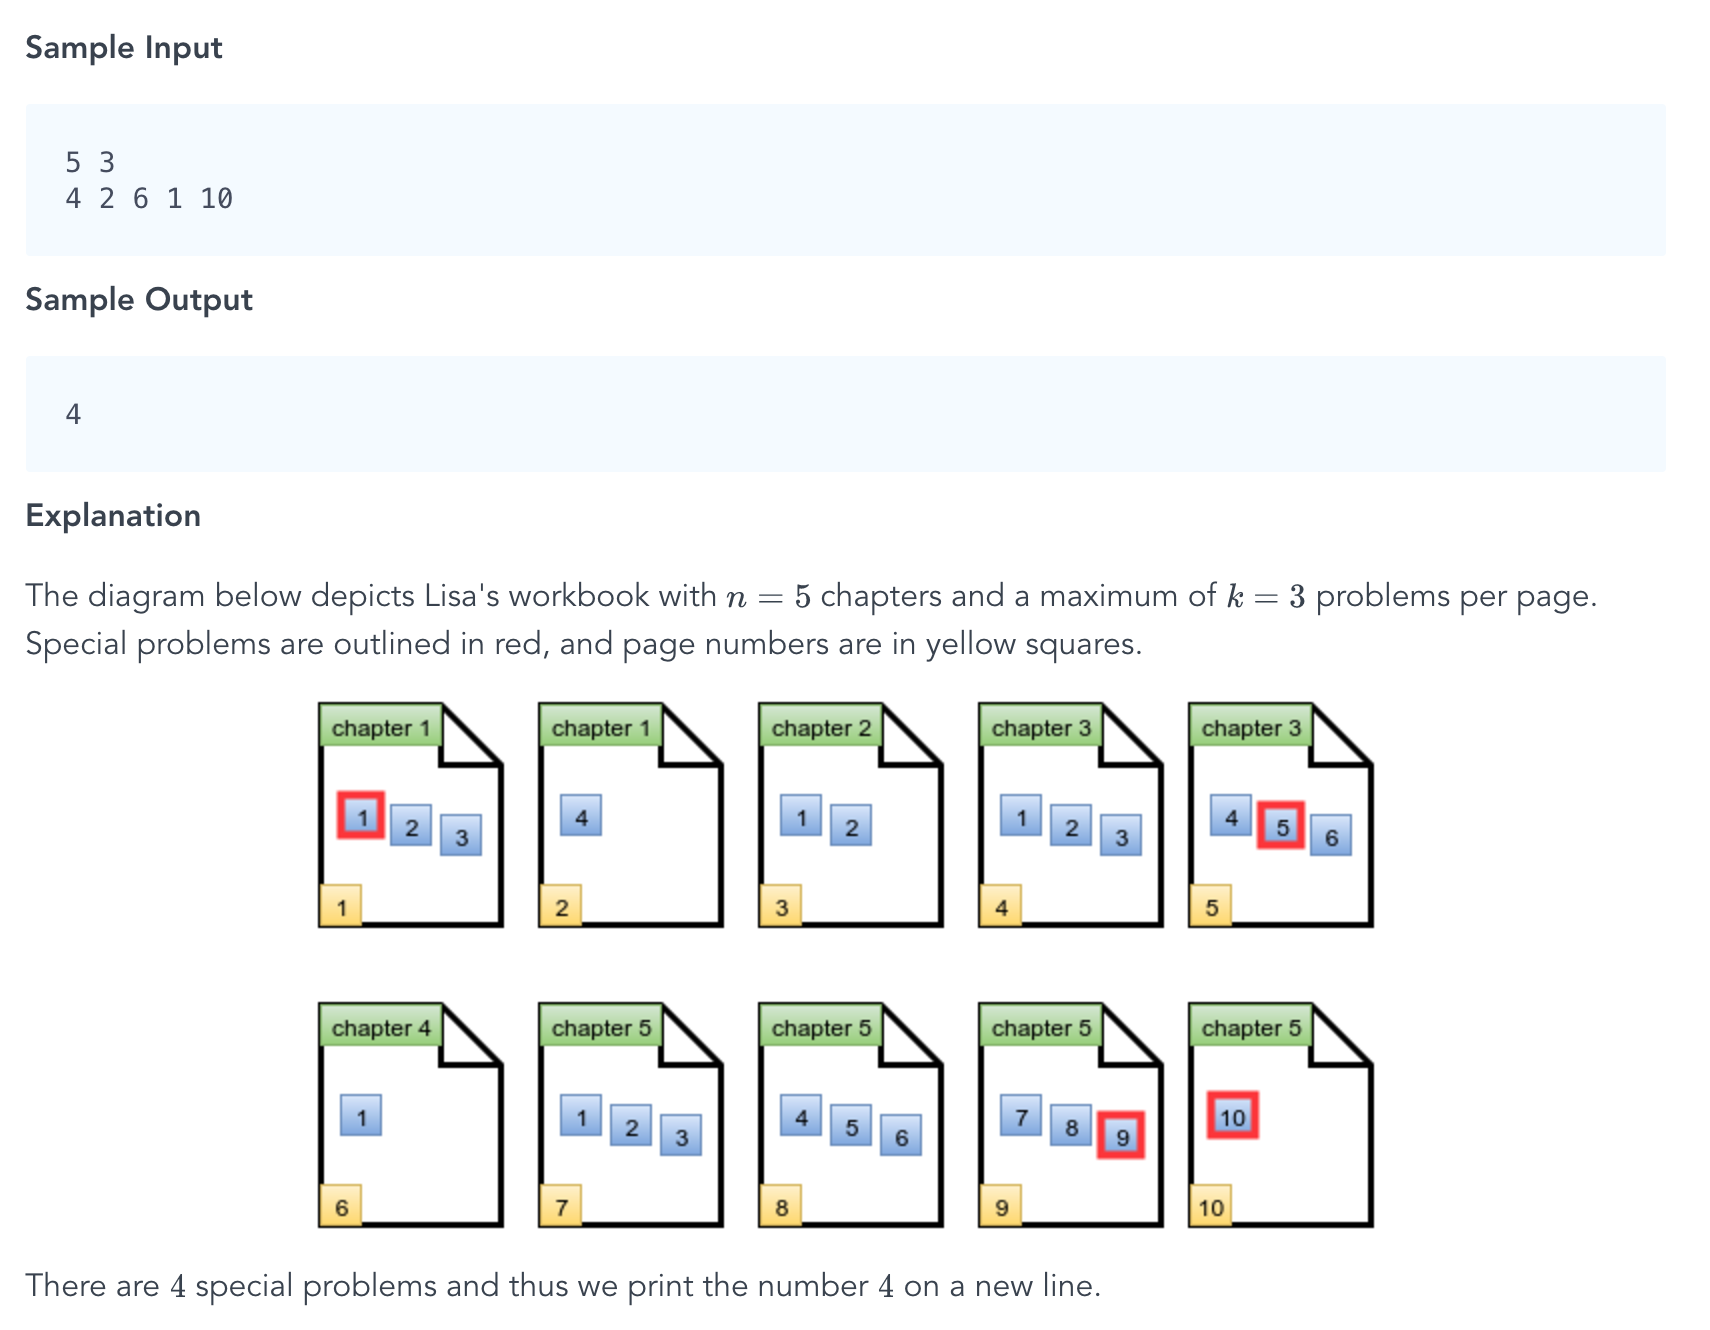 Sample Input
5 3
4 2 6 1 10
Sample Output
4
Explanation
The diagram below depicts Lisa's workbook with n = 5 chapters and a maximum of k = 3 problems per page.
Special problems are outlined in red, and page numbers are in yellow squares.
chapter 1
1 2 3
1
chapter 1
4
2
chapter 2
1 2
3
chapter 3
1 2 3
4
chapter 3
4 5 6
5
chapter 4
1
6
chapter 5
1 2 3
7
chapter 5
4 5 6
8
chapter 5
7 8 9
9
chapter 5
10
10
There are 4 special problems and thus we print the number 4 on a new line.